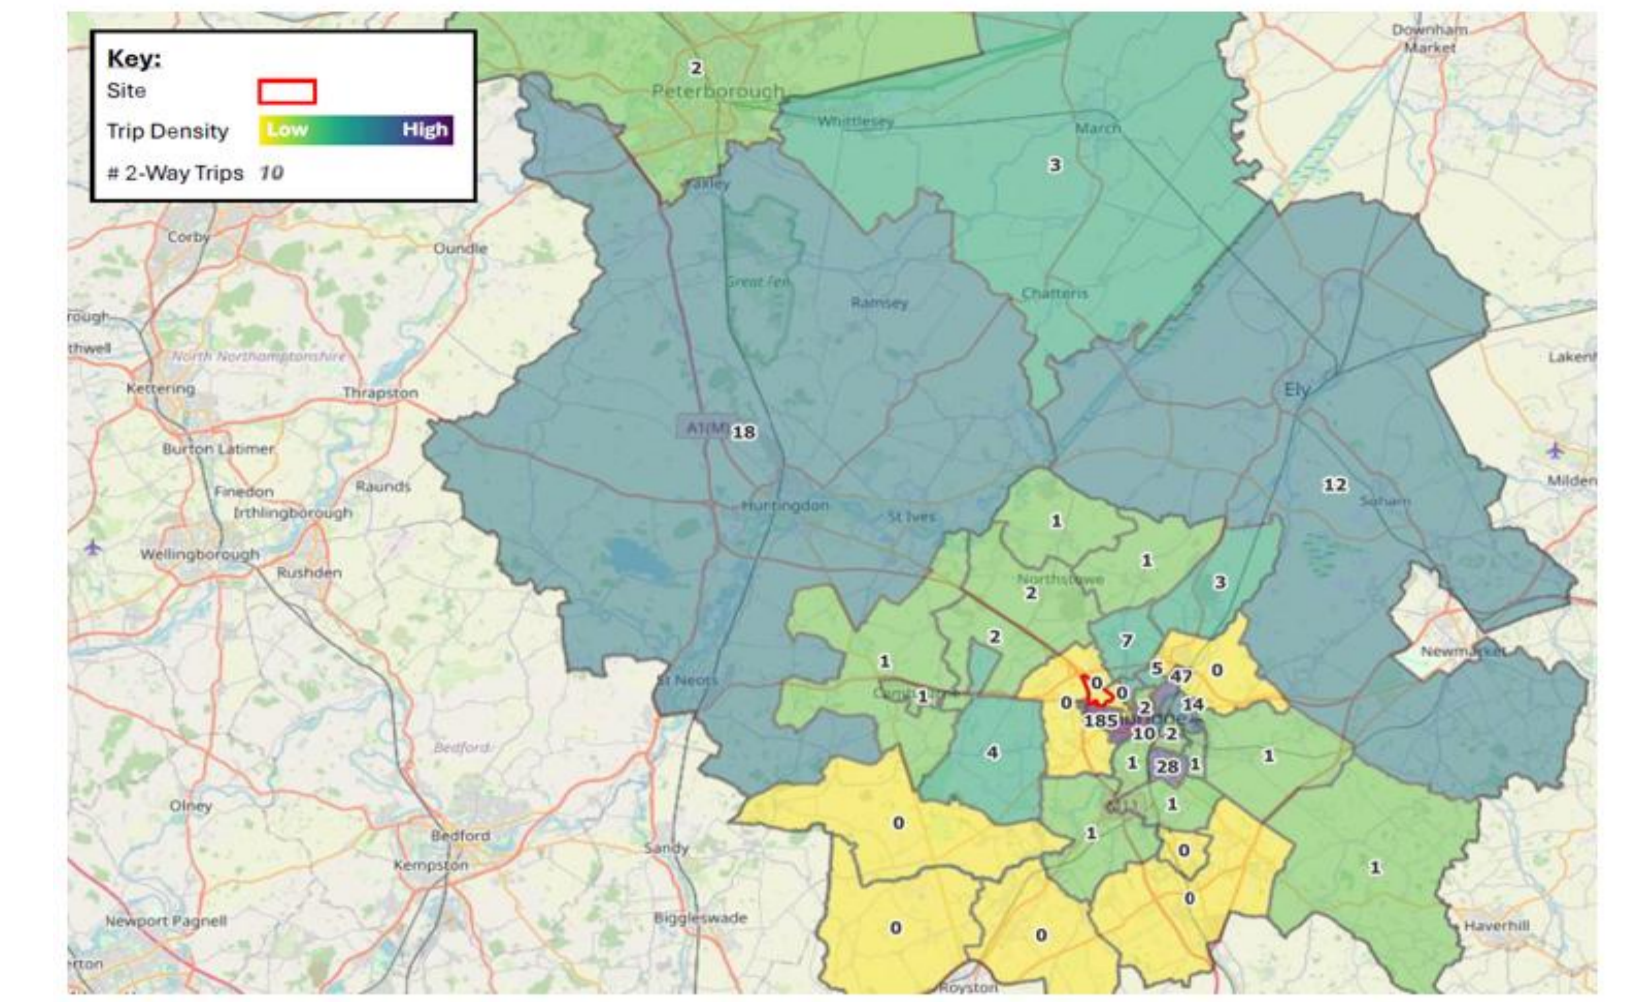 Key:
Site
Trip Density Low High
# 2-Way Trips 10
Downham
Market
2
Peterborough
Whittlesey
March
3
Corby
Oundle
Great Fen
Ramsey
Chatteris
rough
thwell
North Northamptonshire
Kettering
Thrapston
Ely
A1(M) 18
Burton Latimer
12
Finedon
Raunds
Soham
Irthlingborough
Huntingdon
St Ives
1
Wellingborough
1
Rushden
Northstowe
3
2
7
2
Newmarket
1
5
47
0
St Neots
1
0
0
0
2
14
185
10
2
Bedford
4
1
28
1
1
Olney
1
M11
0
1
Bedford
Sandy
0
Kempston
1
0
Newport Pagnell
Biggleswade
0
0
Haverhill
erton
Royston